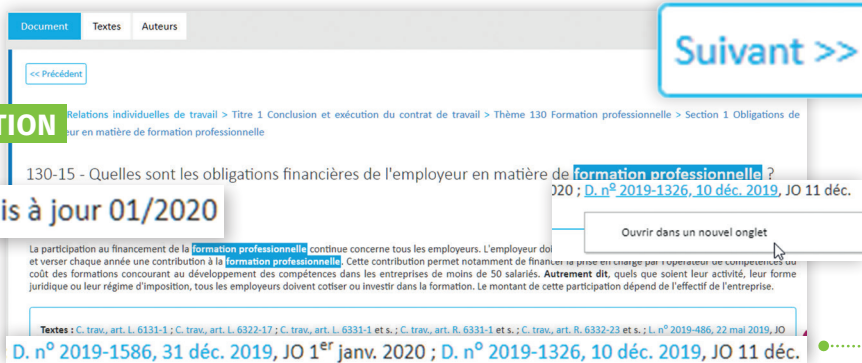 Document Textes Auteurs
Suivant >>
<< Précédent
Relations individuelles de travail > Titre 1 Conclusion et exécution du contrat de travail > Thème 130 Formation professionnelle > Section 1 Obligations de
TION
eur en matière de formation professionnelle
130-15 - Quelles sont les obligations financières de l'employeur en matière de formation professionnelle ?
020 ; D. nº 2019-1326, 10 déc. 2019, JO 11 déc.
is à jour 01/2020
Ouvrir dans un nouvel onglet
La participation au financement de la formation professionnelle continue concerne tous les employeurs. L'employeur doi
et verser chaque année une contribution à la formation professionnelle. Cette contribution permet notamment de financer la prise en charge par l'opérateur de compétences du
coût des formations concourant au développement des compétences dans les entreprises de moins de 50 salariés. Autrement dit, quels que soient leur activité, leur forme
juridique ou leur régime d'imposition, tous les employeurs doivent cotiser ou investir dans la formation. Le montant de cette participation dépend de l'effectif de l'entreprise.
Textes : C. trav., art. L. 6131-1 ; C. trav., art. L. 6322-17 ; C. trav., art. L. 6331-1 et s. ; C. trav., art. R. 6331-1 et s. ; C. trav., art. R. 6332-23 et s. ; L. nº 2019-486, 22 mai 2019, JO
D. nº 2019-1586, 31 déc. 2019, JO 1er janv. 2020 ; D. nº 2019-1326, 10 déc. 2019, JO 11 déc.